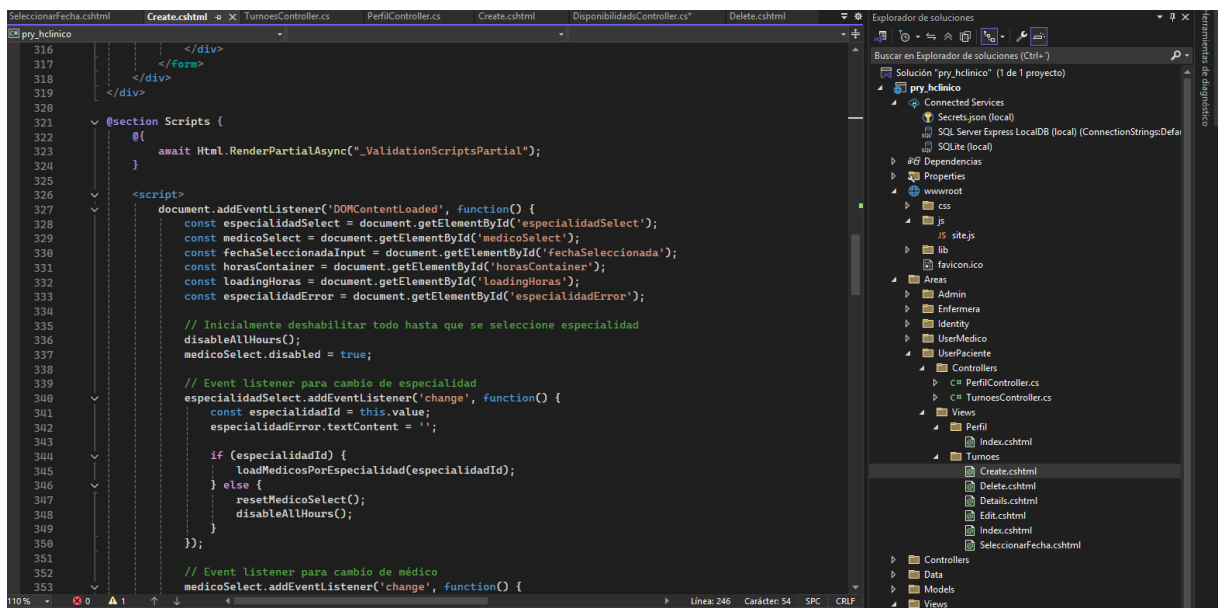 SeleccionarFecha.cshtml Create.cshtml TurnoesController.cs PerfilController.cs Create.cshtml DisponibilidadsController.cs* Delete.cshtml
pry_hclinico
316 </div>
317 </form>
318 </div>
319 </div>
320
321 @section Scripts {
322 @{
323 await Html.RenderPartialAsync("_ValidationScriptsPartial");
324 }
325
326 <script>
327 document.addEventListener('DOMContentLoaded', function() {
328 const especialidadSelect = document.getElementById('especialidadSelect');
329 const medicoSelect = document.getElementById('medicoSelect');
330 const fechaSeleccionadaInput = document.getElementById('fechaSeleccionada');
331 const horasContainer = document.getElementById('horasContainer');
332 const loadingHoras = document.getElementById('loadingHoras');
333 const especialidadError = document.getElementById('especialidadError');
334
335 // Inicialmente deshabilitar todo hasta que se seleccione especialidad
336 disableAllHours();
337 medicoSelect.disabled = true;
338
339 // Event listener para cambio de especialidad
340 especialidadSelect.addEventListener('change', function() {
341 const especialidadId = this.value;
342 especialidadError.textContent = '';
343
344 if (especialidadId) {
345 loadMedicosPorEspecialidad(especialidadId);
346 } else {
347 resetMedicoSelect();
348 disableAllHours();
349 }
350 });
351
352 // Event listener para cambio de médico
353 medicoSelect.addEventListener('change', function() {
110 % 0 1 Línea: 246 Carácter: 54 SPC CRLF
Explorador de soluciones
Buscar en Explorador de soluciones (Ctrl+¨)
Solución "pry_hclinico" (1 de 1 proyecto)
pry_hclinico
Connected Services
Secrets.json (local)
SQL Server Express LocalDB (local) (ConnectionStrings:Defau
SQLite (local)
Dependencias
Properties
wwwroot
css
js
JS site.js
lib
favicon.ico
Areas
Admin
Enfermera
Identity
UserMedico
UserPaciente
Controllers
C# PerfilController.cs
C# TurnoesController.cs
Views
Perfil
Index.cshtml
Turnoes
Create.cshtml
Delete.cshtml
Details.cshtml
Edit.cshtml
Index.cshtml
SeleccionarFecha.cshtml
Controllers
Data
Models
Views
Herramientas de diagnóstico